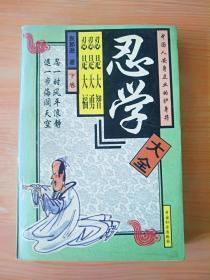 中国人安身立业的护身符
忍学
大全
忍是大智
忍是大勇
忍是大福
下卷
忍一时风平浪静
退一步海阔天空